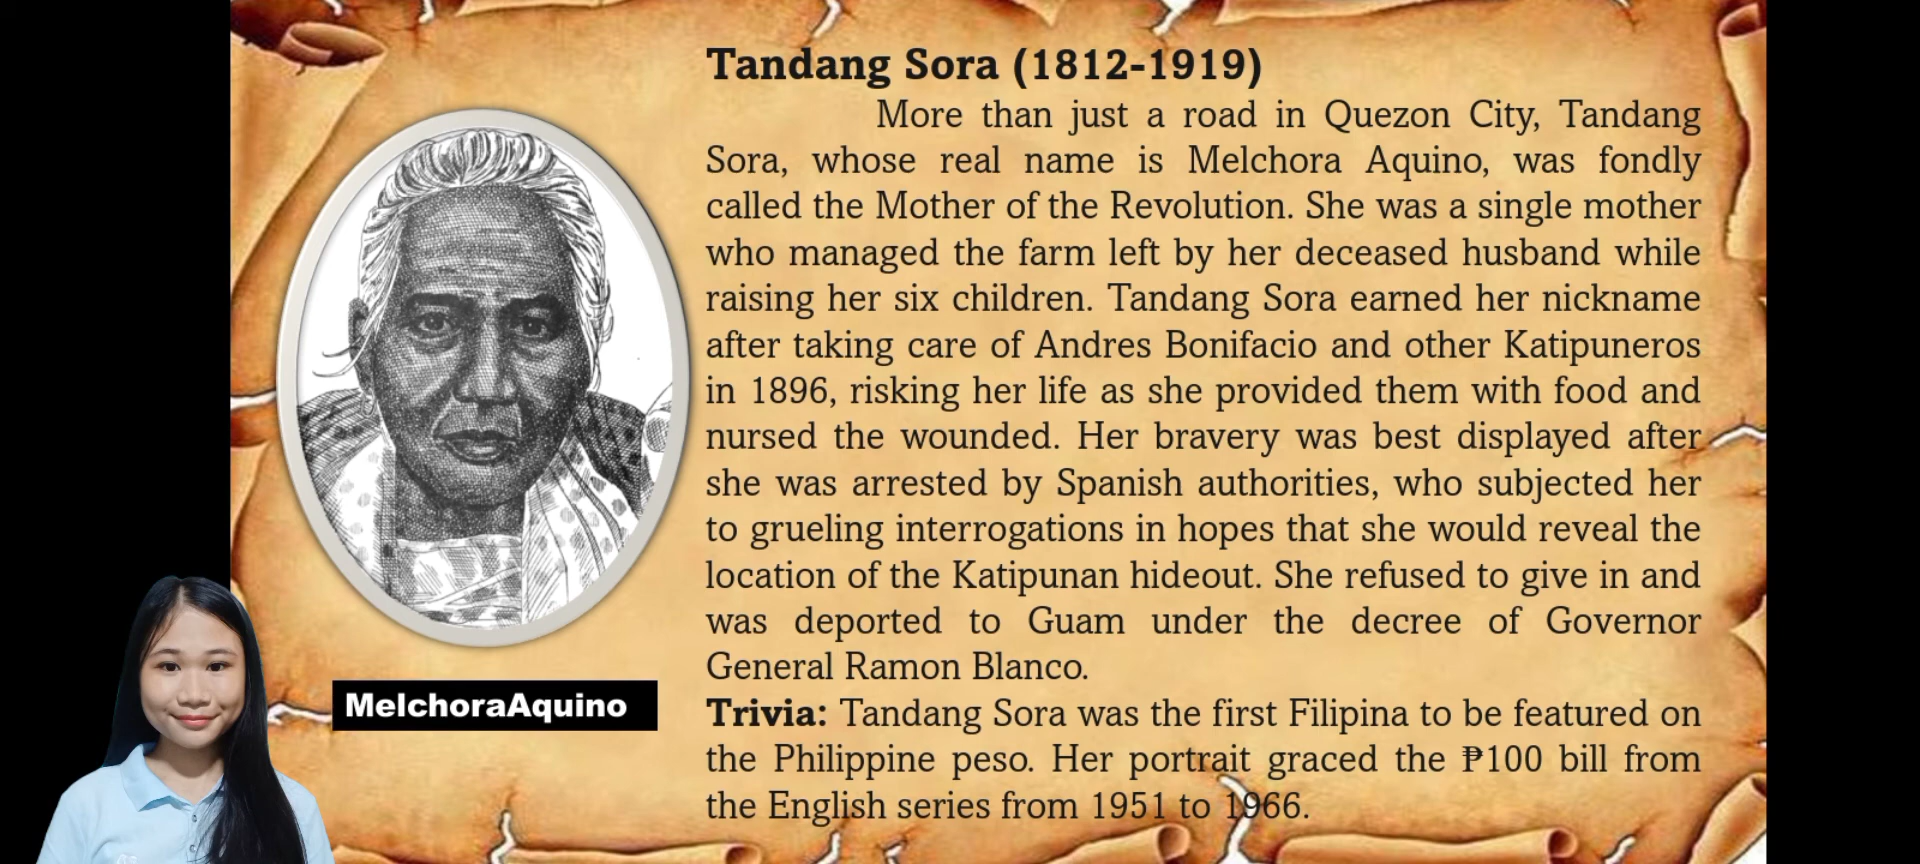 Tandang Sora (1812-1919)
More than just a road in Quezon City, Tandang
Sora, whose real name is Melchora Aquino, was fondly
called the Mother of the Revolution. She was a single mother
who managed the farm left by her deceased husband while
raising her six children. Tandang Sora earned her nickname
after taking care of Andres Bonifacio and other Katipuneros
in 1896, risking her life as she provided them with food and
nursed the wounded. Her bravery was best displayed after
she was arrested by Spanish authorities, who subjected her
to grueling interrogations in hopes that she would reveal the
location of the Katipunan hideout. She refused to give in and
was deported to Guam under the decree of Governor
General Ramon Blanco.
Trivia: Tandang Sora was the first Filipina to be featured on
the Philippine peso. Her portrait graced the ₱100 bill from
the English series from 1951 to 1966.
MelchoraAquino